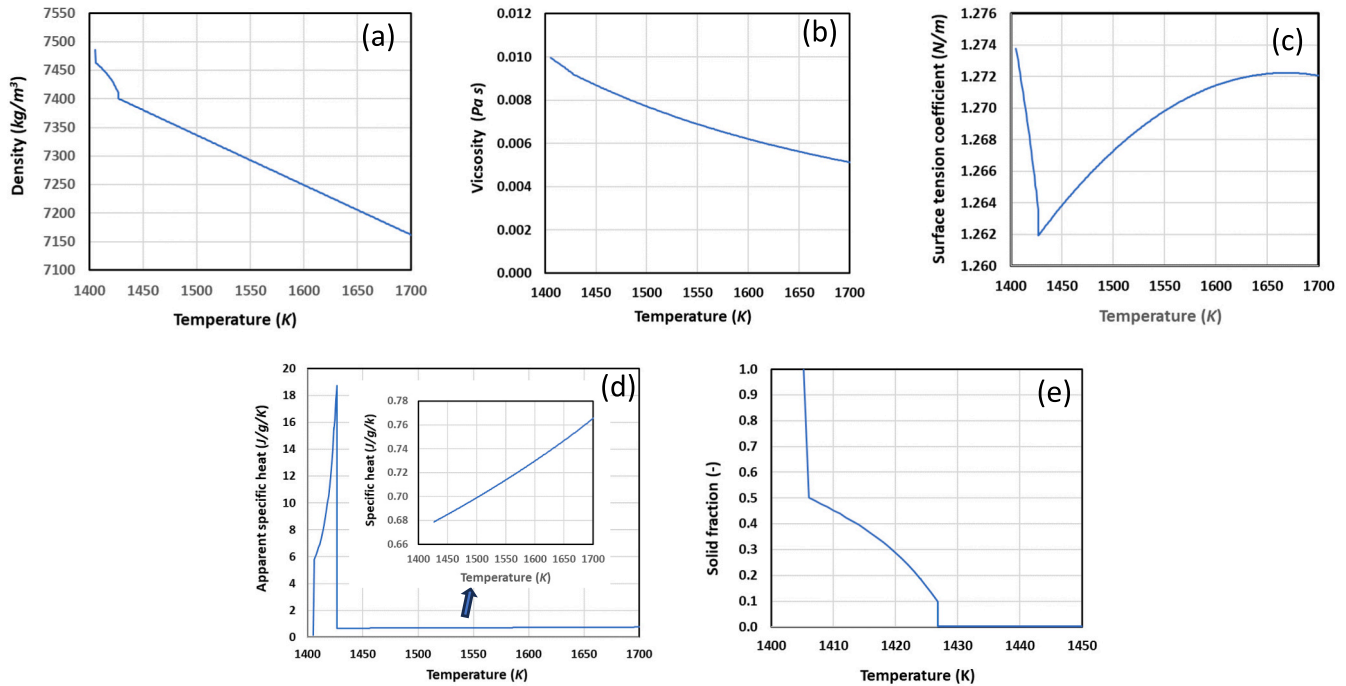 (a)
Density (kg/m³)
7550
7500
7450
7400
7350
7300
7250
7200
7150
7100
1400 1450 1500 1550 1600 1650 1700
Temperature (K)
(b)
Vicsosity (Pa s)
0.012
0.010
0.008
0.006
0.004
0.002
0.000
1400 1450 1500 1550 1600 1650 1700
Temperature (K)
(c)
Surface tension coefficient (N/m)
1.276
1.274
1.272
1.270
1.268
1.266
1.264
1.262
1.260
1400 1450 1500 1550 1600 1650 1700
Temperature (K)
(d)
Apparent specific heat (J/g/K)
20
18
16
14
12
10
8
6
4
2
0
1400 1450 1500 1550 1600 1650 1700
Temperature (K)
Specific heat (J/g/k)
0.78
0.76
0.74
0.72
0.70
0.68
0.66
1400 1450 1500 1550 1600 1650 1700
Temperature (K)
(e)
Solid fraction (-)
1.0
0.9
0.8
0.7
0.6
0.5
0.4
0.3
0.2
0.1
0.0
1400 1410 1420 1430 1440 1450
Temperature (K)